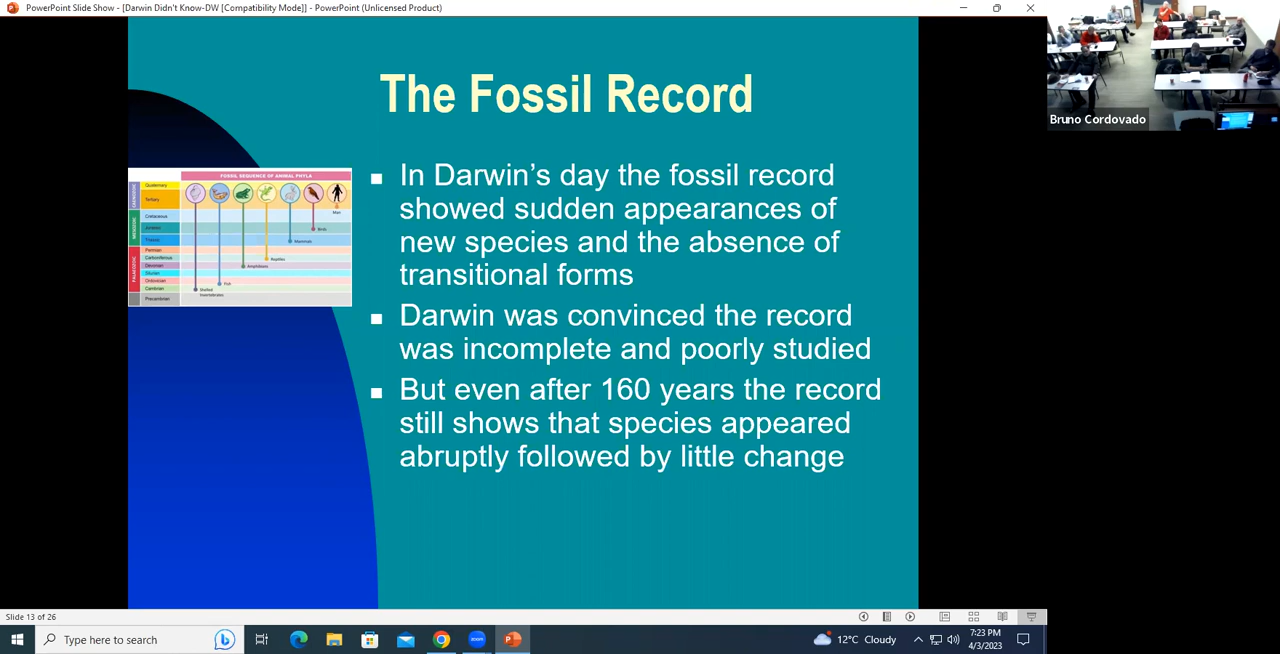 PowerPoint Slide Show - [Darwin Didn't Know-DW [Compatibility Mode]] - PowerPoint (Unlicensed Product)
The Fossil Record
FOSSIL SEQUENCE OF ANIMAL PHYLA
CENOZOIC
Quaternary
Tertiary
MESOZOIC
Cretaceous
Jurassic
Triassic
PALAEOZOIC
Permian
Carboniferous
Devonian
Silurian
Ordovician
Cambrian
Precambrian
Man
Birds
Mammals
Reptiles
Amphibians
Fish
Shelled
Invertebrates
In Darwin's day the fossil record
showed sudden appearances of
new species and the absence of
transitional forms
Darwin was convinced the record
was incomplete and poorly studied
But even after 160 years the record
still shows that species appeared
abruptly followed by little change
Bruno Cordovado
Slide 13 of 26
Type here to search
zoom
12°C Cloudy
7:23 PM
4/3/2023